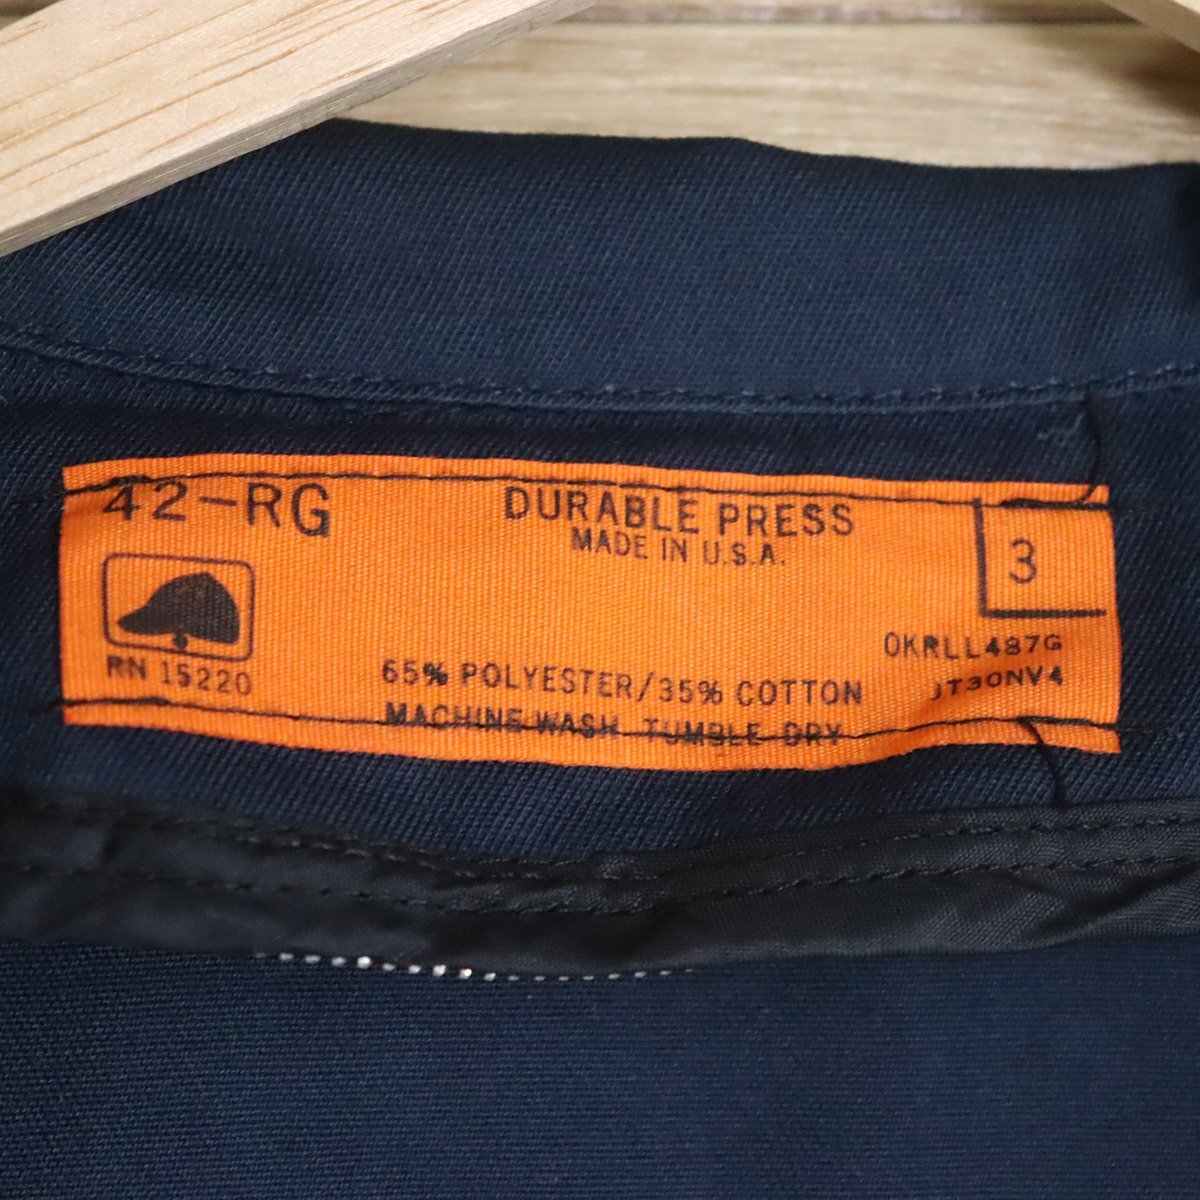 42-RG
DURABLE PRESS
MADE IN U.S.A.
3
RN 15220
65% POLYESTER/35% COTTON
MACHINE WASH TUMBLE DRY
0KRLL487G
JT30NV4